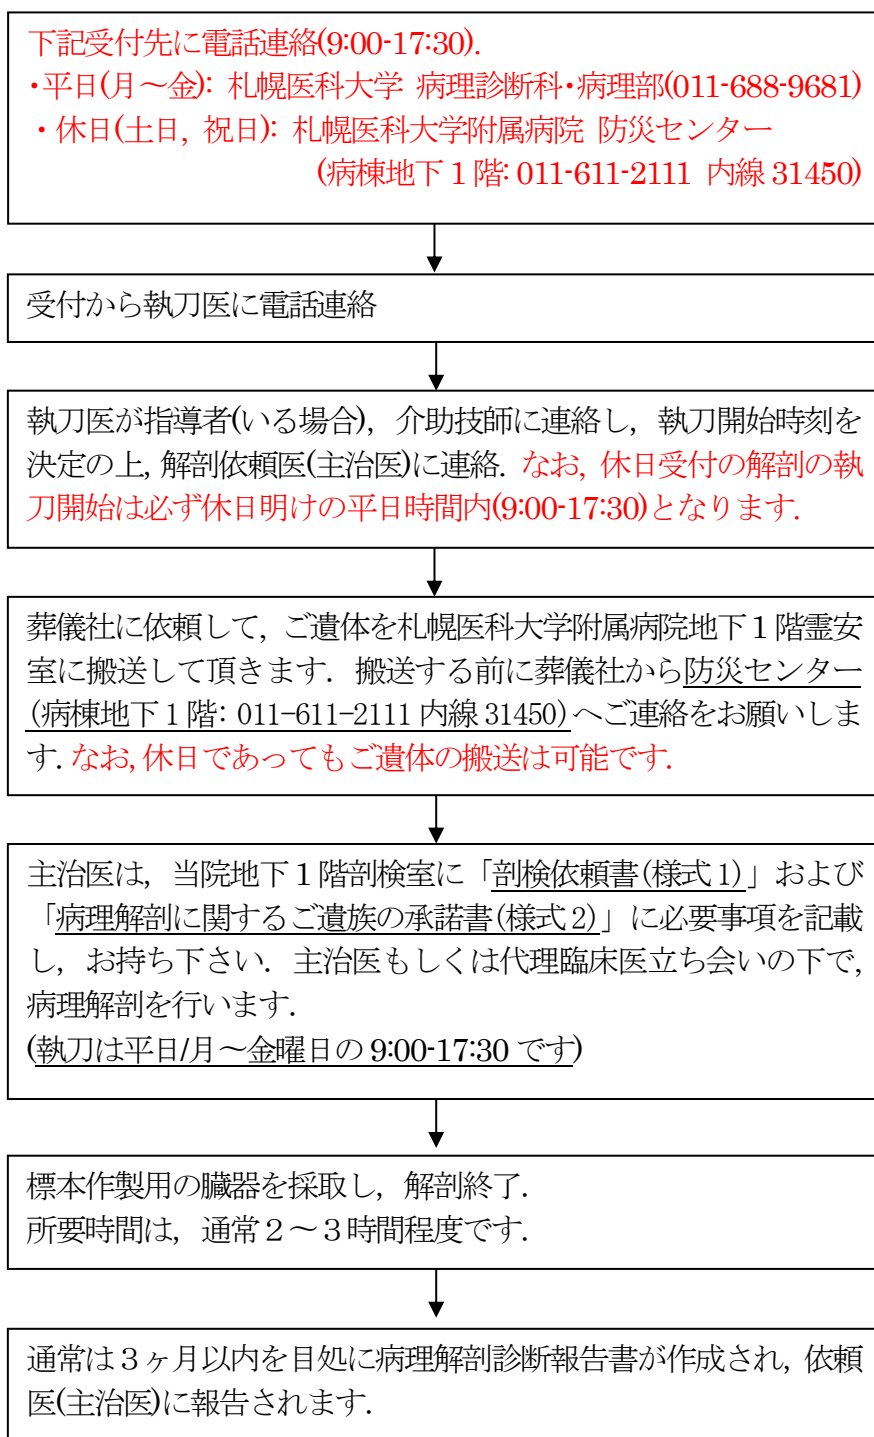 下記受付先に電話連絡(9:00-17:30).
・平日(月～金): 札幌医科大学 病理診断科・病理部(011-688-9681)
・休日(土日, 祝日): 札幌医科大学附属病院 防災センター
(病棟地下１階: 011-611-2111 内線 31450)
受付から執刀医に電話連絡
執刀医が指導者(いる場合)，介助技師に連絡し，執刀開始時刻を
決定の上, 解剖依頼医(主治医)に連絡. なお, 休日受付の解剖の執
刀開始は必ず休日明けの平日時間内(9:00-17:30)となります.
葬儀社に依頼して, ご遺体を札幌医科大学附属病院地下１階霊安
室に搬送して頂きます. 搬送する前に葬儀社から防災センター
(病棟地下１階: 011-611-2111 内線 31450)へご連絡をお願いしま
す. なお, 休日であってもご遺体の搬送は可能です.
主治医は，当院地下１階剖検室に「剖検依頼書(様式1)」および
「病理解剖に関するご遺族の承諾書(様式2)」に必要事項を記載
し，お持ち下さい. 主治医もしくは代理臨床医立ち会いの下で,
病理解剖を行います.
(執刀は平日/月～金曜日の 9:00-17:30 です)
標本作製用の臓器を採取し，解剖終了.
所要時間は，通常２～３時間程度です.
通常は３ヶ月以内を目処に病理解剖診断報告書が作成され, 依頼
医(主治医)に報告されます.